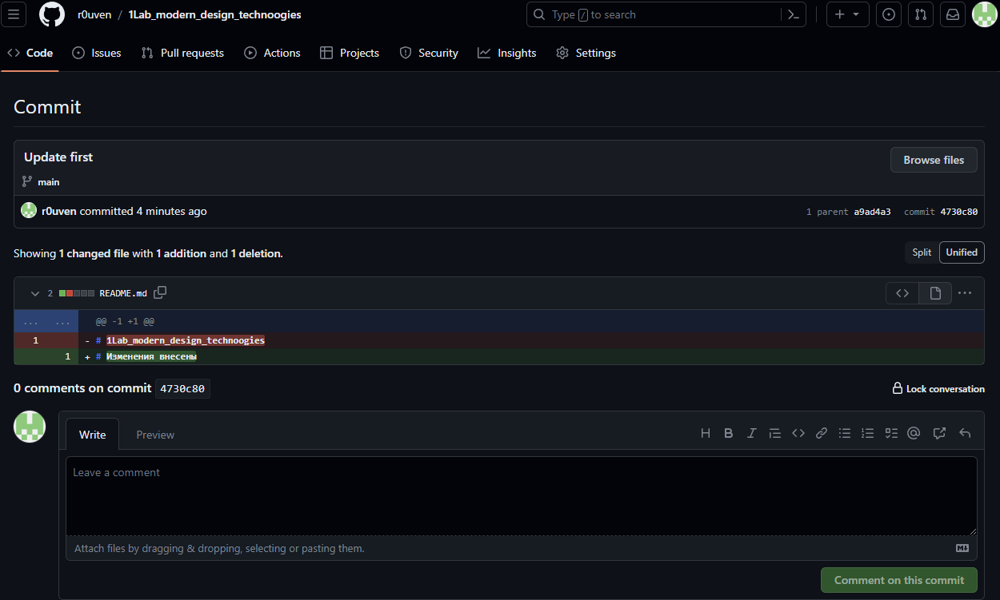 r0uven / 1Lab_modern_design_technoogies
Type / to search
Code Issues Pull requests Actions Projects Security Insights Settings
Commit
Update first
Browse files
main
r0uven committed 4 minutes ago
1 parent a9ad4a3 commit 4730c80
Showing 1 changed file with 1 addition and 1 deletion.
Split Unified
2 README.md
... ... @@ -1 +1 @@
1 - # 1Lab_modern_design_technoogies
1 + # Изменения внесены
0 comments on commit 4730c80
Lock conversation
Write Preview
Leave a comment
Attach files by dragging & dropping, selecting or pasting them.
Comment on this commit